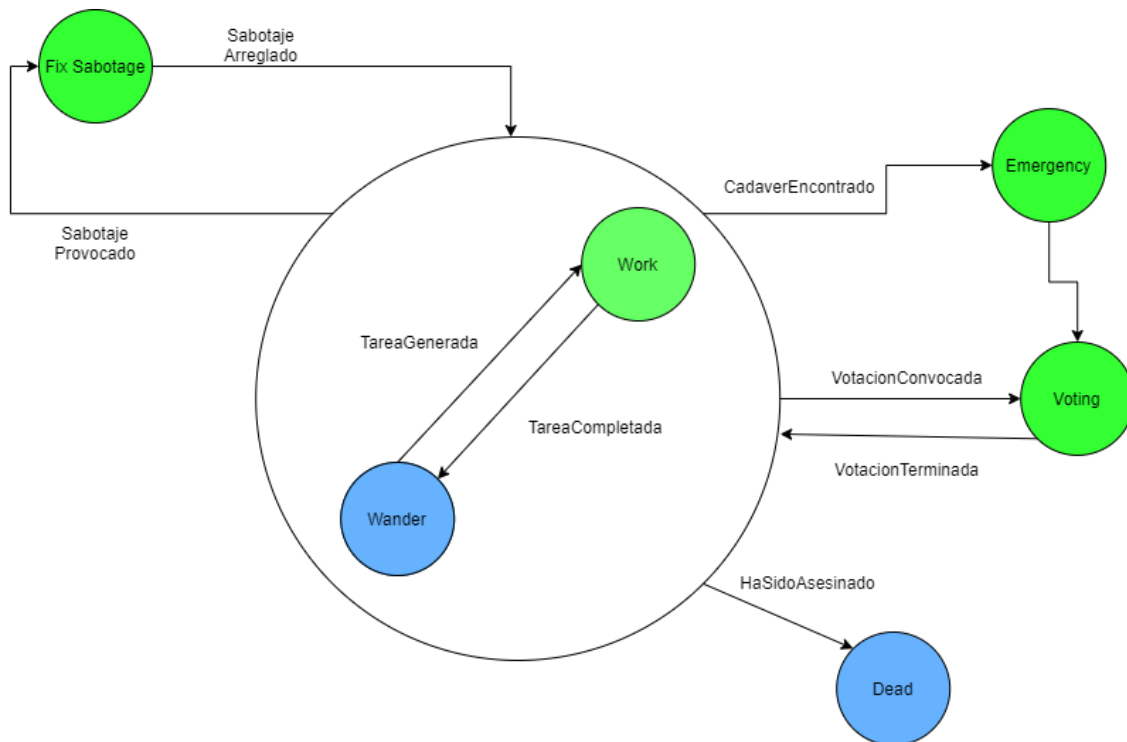 Sabotaje
Arreglado
Fix Sabotage
Emergency
CadaverEncontrado
Sabotaje
Provocado
Work
TareaGenerada
VotacionConvocada
Voting
TareaCompletada
VotacionTerminada
Wander
HaSidoAsesinado
Dead